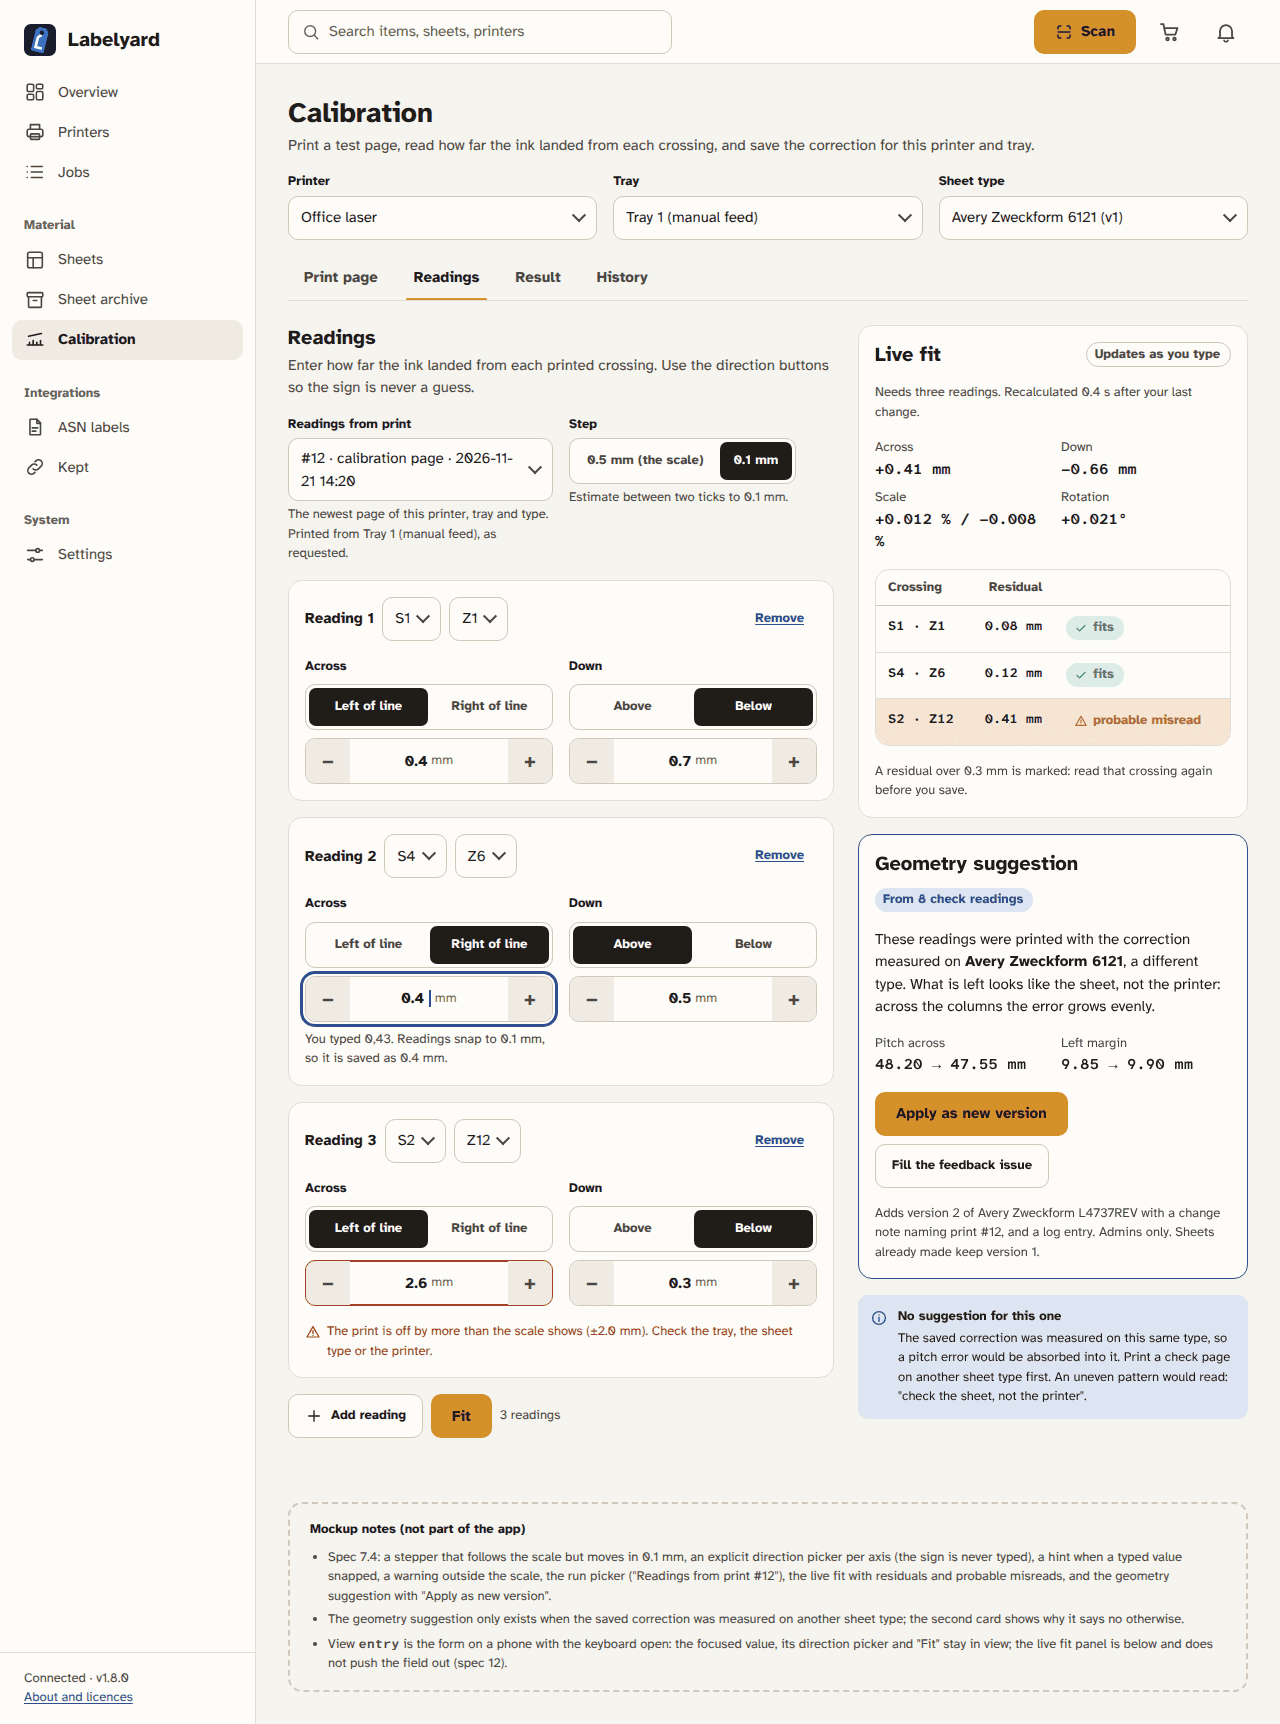 Labelyard
Overview
Printers
Jobs
Material
Sheets
Sheet archive
Calibration
Integrations
ASN labels
Kept
System
Settings
Connected · v1.8.0
About and licences
Search items, sheets, printers
Scan
Calibration
Print a test page, read how far the ink landed from each crossing, and save the correction for this printer and tray.
Printer
Office laser
Tray
Tray 1 (manual feed)
Sheet type
Avery Zweckform 6121 (v1)
Print page
Readings
Result
History
Readings
Enter how far the ink landed from each printed crossing. Use the direction buttons
so the sign is never a guess.
Readings from print
#12 · calibration page · 2026-11-
21 14:20
The newest page of this printer, tray and type.
Printed from Tray 1 (manual feed), as
requested.
Step
0.5 mm (the scale)
0.1 mm
Estimate between two ticks to 0.1 mm.
Reading 1
S1
Z1
Remove
Across
Left of line
Right of line
− 0.4 mm +
Down
Above
Below
− 0.7 mm +
Reading 2
S4
Z6
Remove
Across
Left of line
Right of line
− 0.4 mm +
You typed 0,43. Readings snap to 0.1 mm,
so it is saved as 0.4 mm.
Down
Above
Below
− 0.5 mm +
Reading 3
S2
Z12
Remove
Across
Left of line
Right of line
− 2.6 mm +
Down
Above
Below
− 0.3 mm +
The print is off by more than the scale shows (±2.0 mm). Check the tray, the sheet
type or the printer.
Add reading
Fit
3 readings
Live fit
Updates as you type
Needs three readings. Recalculated 0.4 s after your last
change.
Across
+0.41 mm
Down
−0.66 mm
Scale
+0.012 % / −0.008
%
Rotation
+0.021°
Crossing Residual
S1 · Z1 0.08 mm fits
S4 · Z6 0.12 mm fits
S2 · Z12 0.41 mm probable misread
A residual over 0.3 mm is marked: read that crossing again
before you save.
Geometry suggestion
From 8 check readings
These readings were printed with the correction
measured on Avery Zweckform 6121, a different
type. What is left looks like the sheet, not the printer:
across the columns the error grows evenly.
Pitch across
48.20 → 47.55 mm
Left margin
9.85 → 9.90 mm
Apply as new version
Fill the feedback issue
Adds version 2 of Avery Zweckform L4737REV with a change
note naming print #12, and a log entry. Admins only. Sheets
already made keep version 1.
No suggestion for this one
The saved correction was measured on this same type, so
a pitch error would be absorbed into it. Print a check page
on another sheet type first. An uneven pattern would read:
"check the sheet, not the printer".
Mockup notes (not part of the app)
• Spec 7.4: a stepper that follows the scale but moves in 0.1 mm, an explicit direction picker per axis (the sign is never typed), a hint when a typed value
snapped, a warning outside the scale, the run picker ("Readings from print #12"), the live fit with residuals and probable misreads, and the geometry
suggestion with "Apply as new version".
• The geometry suggestion only exists when the saved correction was measured on another sheet type; the second card shows why it says no otherwise.
• View entry is the form on a phone with the keyboard open: the focused value, its direction picker and "Fit" stay in view; the live fit panel is below and does
not push the field out (spec 12).